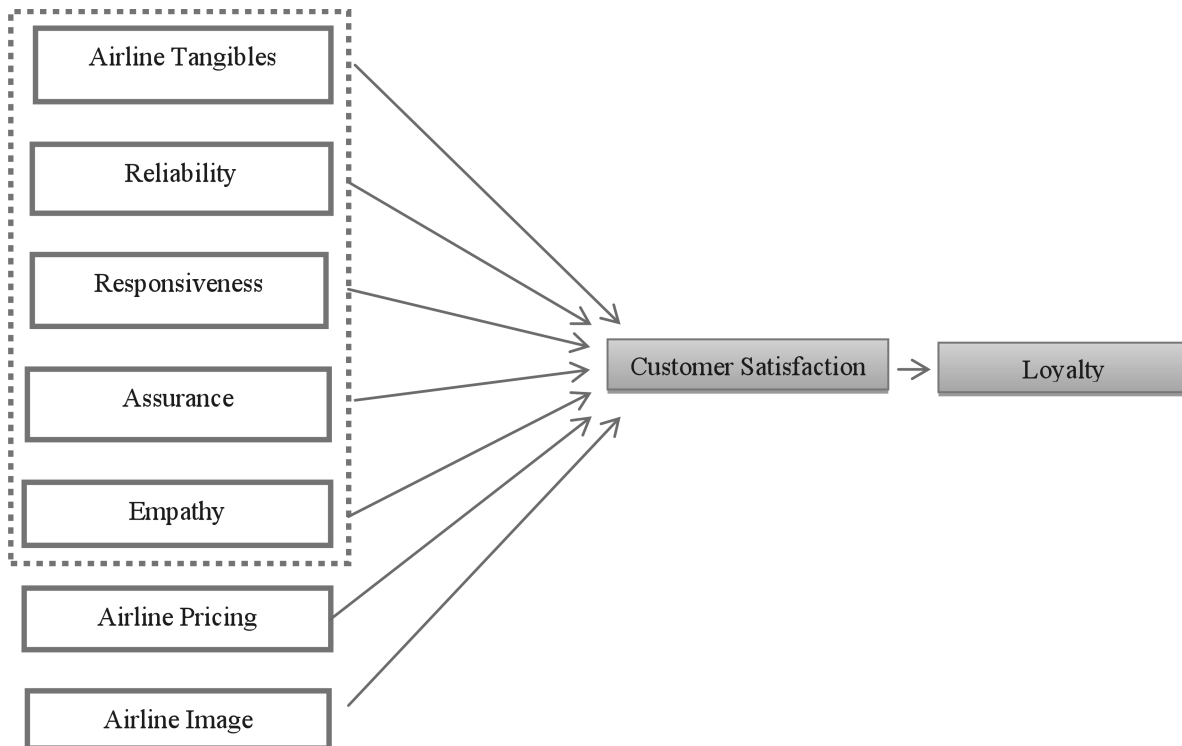 Airline Tangibles
Reliability
Responsiveness
Assurance
Empathy
Airline Pricing
Airline Image
Customer Satisfaction
Loyalty